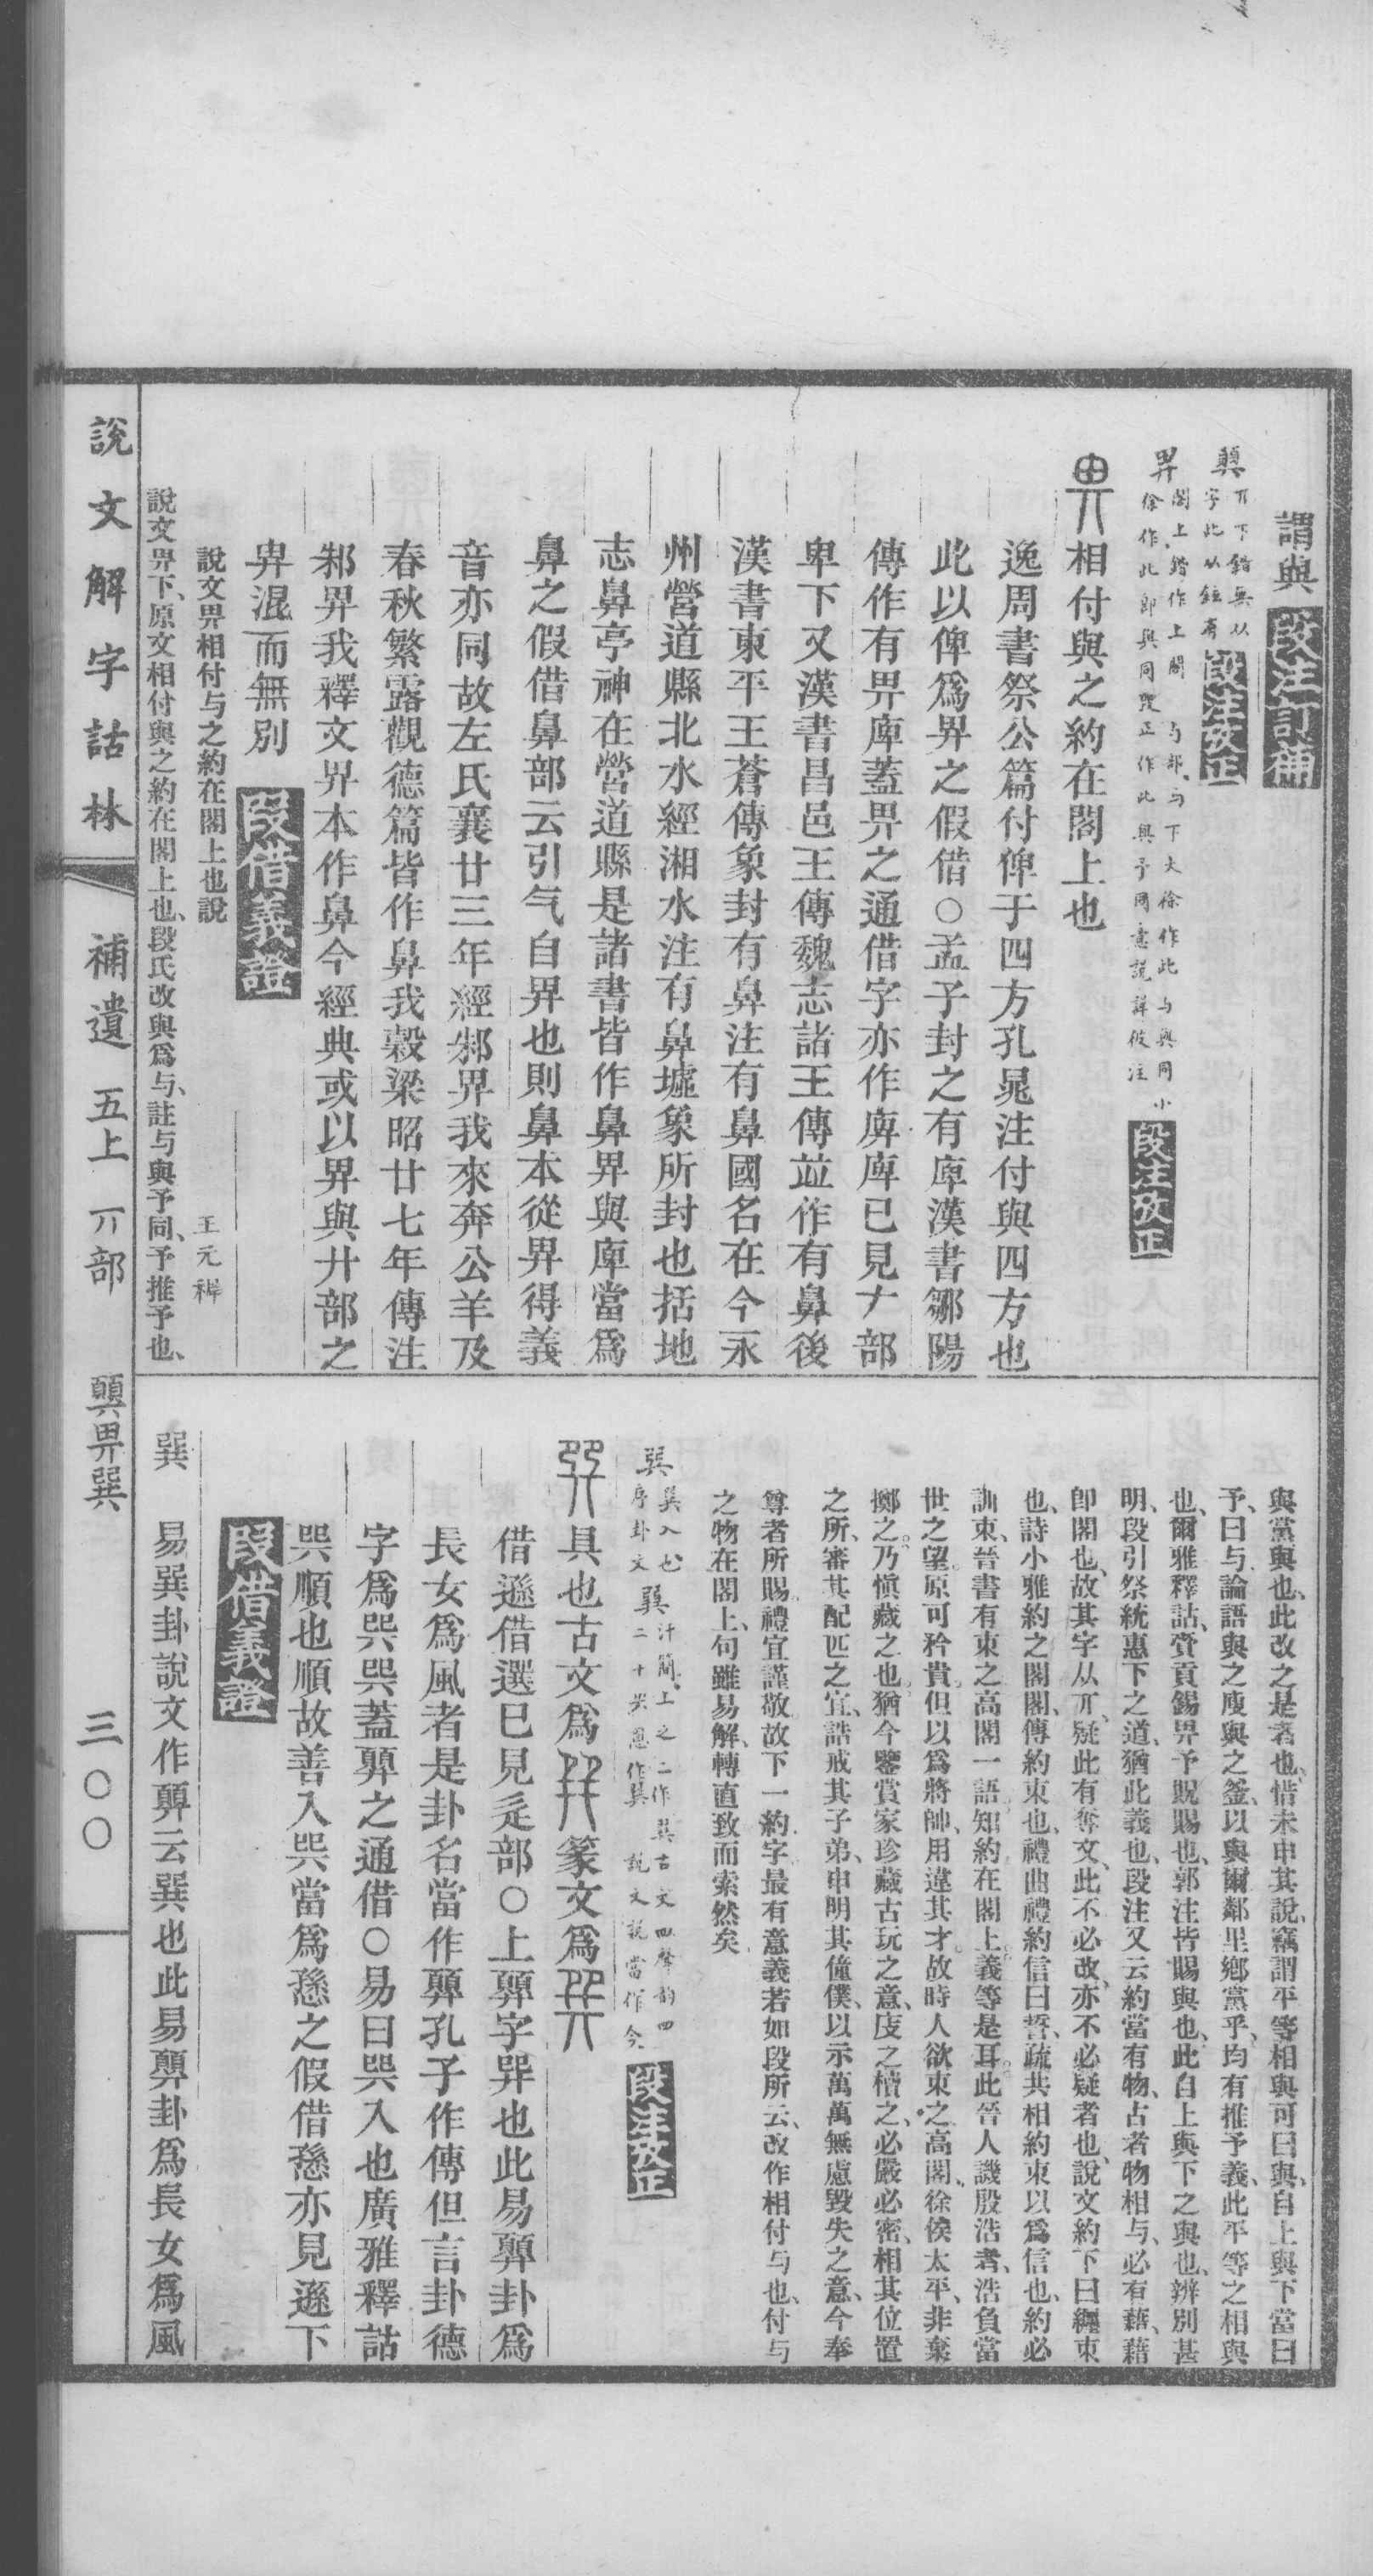 謂與 段注訂補
顨 丌下鍇無从字此从鉉有 段注攷正
畀 閣上鍇作上閣 与部与下大徐作此与與同小徐作此即與同段正作此與予同意說詳彼注 段注攷正
相付與之約在閣上也
逸周書祭公篇付俾于四方孔晁注付與四方也
此以俾爲畀之假借○孟子封之有庳漢書鄒陽
傳作有畀庳蓋畀之通借字亦作庳庳已見𠂇部
卑下又漢書昌邑王傳魏志諸王傳並作有鼻後
漢書東平王蒼傳象封有鼻注有鼻國名在今永
州營道縣北水經湘水注有鼻墟象所封也括地
志鼻亭神在營道縣是諸書皆作鼻畀與庳當爲
鼻之假借鼻部云引气自畀也則鼻本從畀得義
音亦同故左氏襄廿三年經邾畀我來奔公羊及
春秋繁露觀德篇皆作鼻我穀梁昭廿七年傳注
邾畀我釋文畀本作鼻今經典或以畀與廾部之
畁混而無別 段借義證
說文畀相付与之約在閣上也說 王元穉
說文畀下、原文相付與之約在閣上也、段氏改與爲与、註与與予同、予推予也、
與黨與也、此改之是者也、惜未申其說、竊謂平等相與可曰與、自上與下當曰
予、曰与論語與之庾與之釜、以與爾鄰里鄉黨乎、均有推予義、此平等之相與
也、爾雅釋詁、賚貢錫畀予貺賜也、郭注皆賜與也、此自上與下之與也、辨別甚
明、段引祭統惠下之道、猶此義也、段注又云約當有物、古者物相与、必有藉、藉
卽閣也、故其字从丌、疑此有奪文、此不必改、亦不必疑者也、說文約下曰纏束
也、詩小雅約之閣閣、傳約束也、禮曲禮約信曰誓、疏共相約束以爲信也、約必
訓束、晉書有束之高閣一語、知約在閣上、義等是耳、此晉人譏殷浩者、浩負當
世之望、原可矜貴、但以爲將帥、用違其才、故時人欲束之高閣、徐俟太平、非棄
擲之、乃愼藏之也、猶今鑒賞家珍藏古玩之意、庋之櫝之、必嚴必密、相其位置
之所、審其配匹之宜、誥戒其子弟、申明其僮僕、以示萬萬無慮毀失之意、今奉
尊者所賜、禮宜謹敬、故下一約字、最有意義、若如段所云、改作相付与也、付与
之物在閣上、句雖易解、轉直致而索然矣
巽 巽入也序卦文 汗簡上之二作巺古文四聲韵四二十 說文說當作今 段注攷正
具也古文爲 篆文爲
借遜借選巳見辵部○上顨字巽也此易顨卦爲
長女爲風者是卦名當作顨孔子作傳但言卦德
字爲巺巺蓋顨之通借○易曰巺入也廣雅釋詁
巺順也順故善入巺當爲愻之假借愻亦見遜下
段借義證
巽 易巽卦說文作顨云巽也此易顨卦爲長女爲風
說文解字詁林 補遺 五上 丌部 顨畀巽 三〇〇